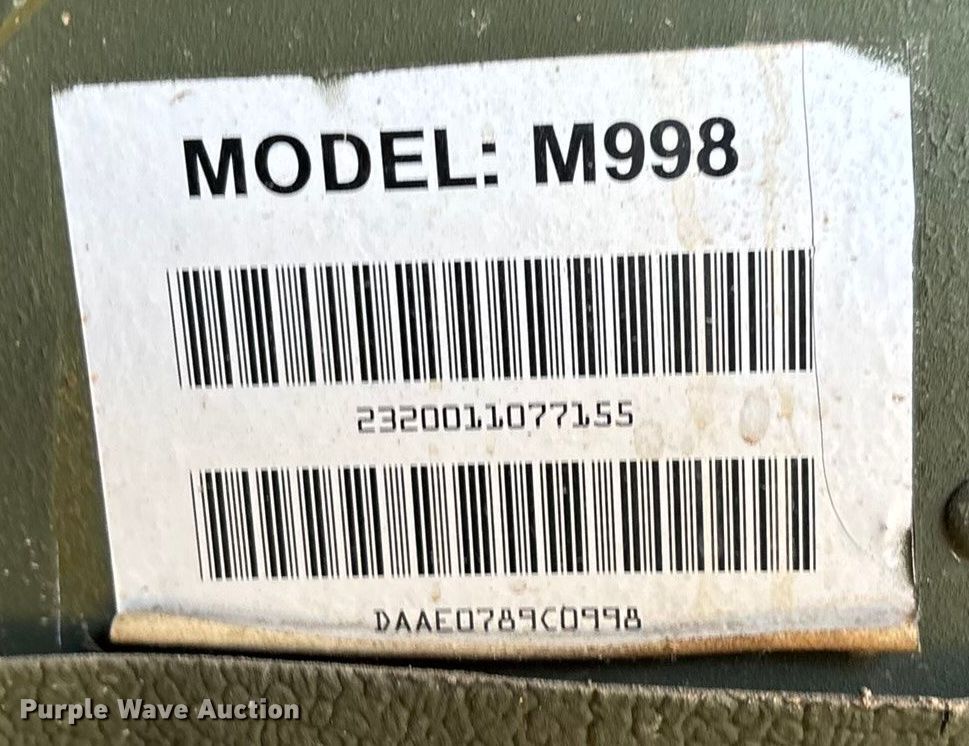 MODEL: M998
2320011077155
DAAE0789C0998
Purple Wave Auction